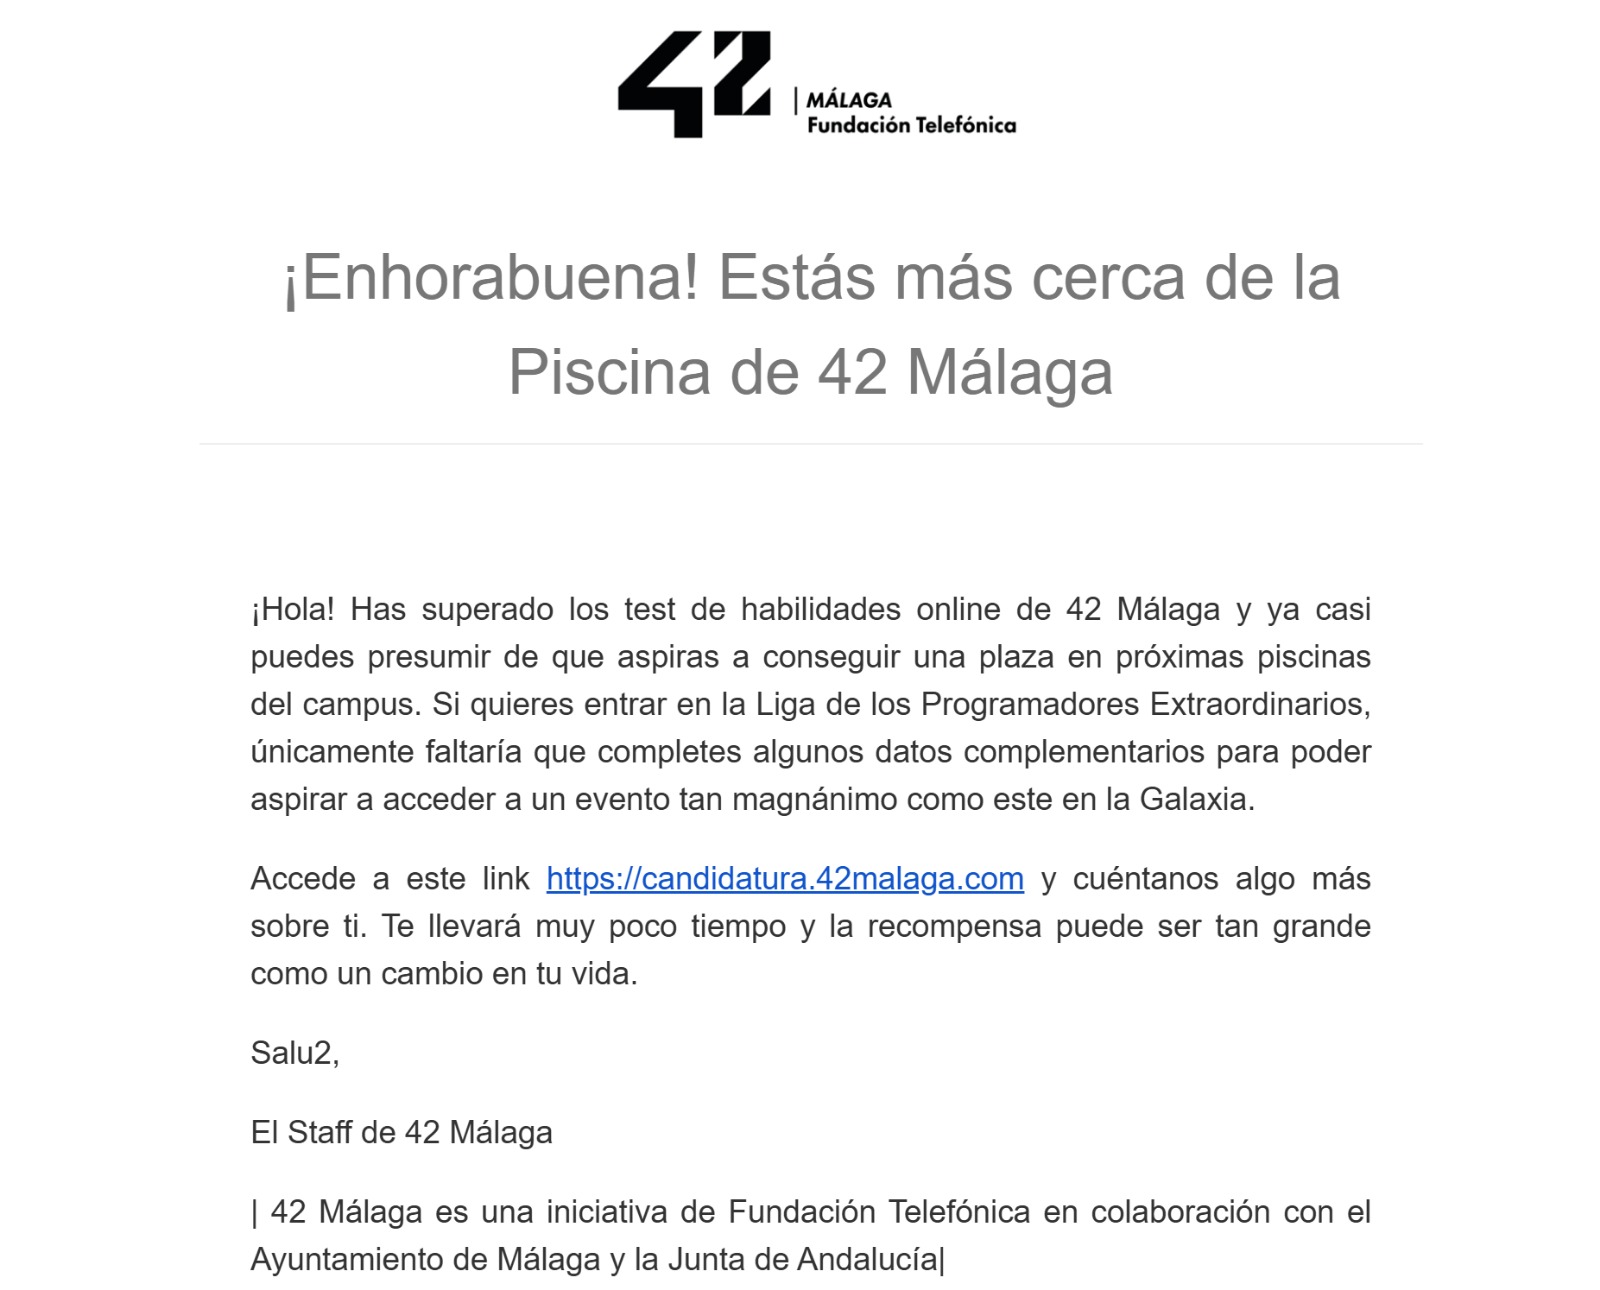 42 | MÁLAGA
Fundación Telefónica
¡Enhorabuena! Estás más cerca de la
Piscina de 42 Málaga
¡Hola! Has superado los test de habilidades online de 42 Málaga y ya casi
puedes presumir de que aspiras a conseguir una plaza en próximas piscinas
del campus. Si quieres entrar en la Liga de los Programadores Extraordinarios,
únicamente faltaría que completes algunos datos complementarios para poder
aspirar a acceder a un evento tan magnánimo como este en la Galaxia.
Accede a este link https://candidatura.42malaga.com y cuéntanos algo más
sobre ti. Te llevará muy poco tiempo y la recompensa puede ser tan grande
como un cambio en tu vida.
Salu2,
El Staff de 42 Málaga
| 42 Málaga es una iniciativa de Fundación Telefónica en colaboración con el
Ayuntamiento de Málaga y la Junta de Andalucía|